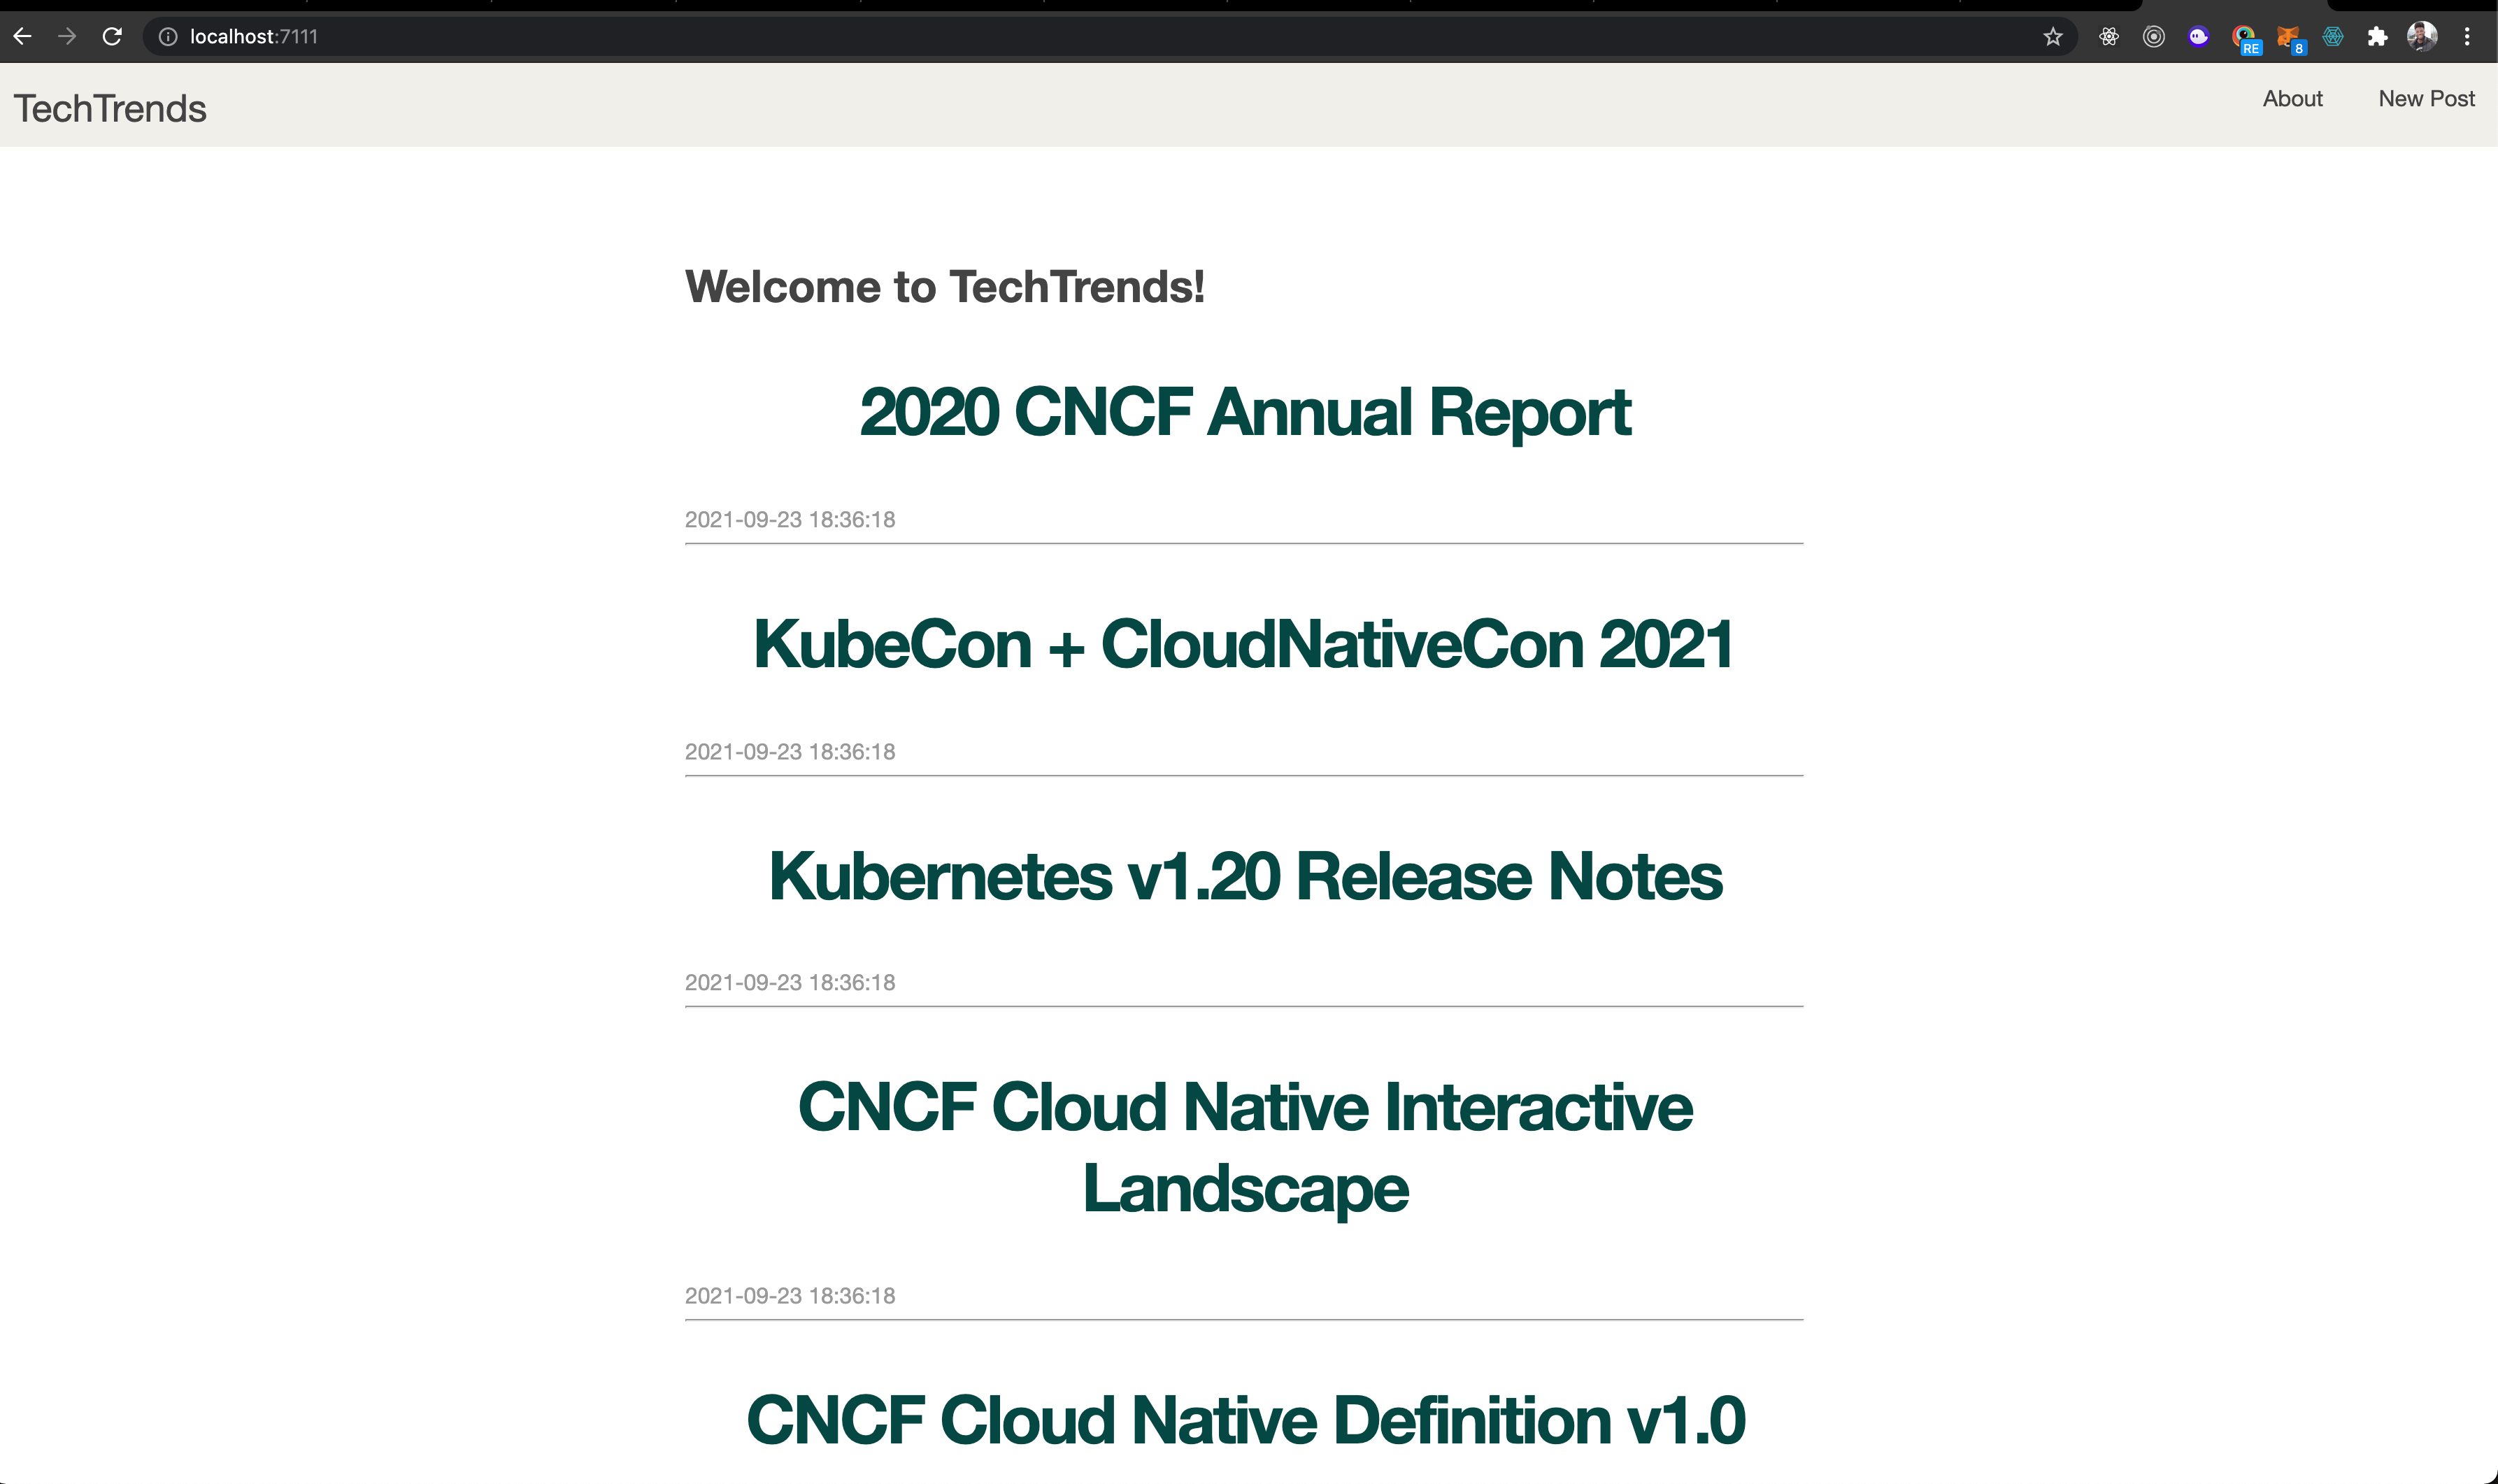 localhost:7111
RE
8
TechTrends
About
New Post
Welcome to TechTrends!
2020 CNCF Annual Report
2021-09-23 18:36:18
KubeCon + CloudNativeCon 2021
2021-09-23 18:36:18
Kubernetes v1.20 Release Notes
2021-09-23 18:36:18
CNCF Cloud Native Interactive
Landscape
2021-09-23 18:36:18
CNCF Cloud Native Definition v1.0